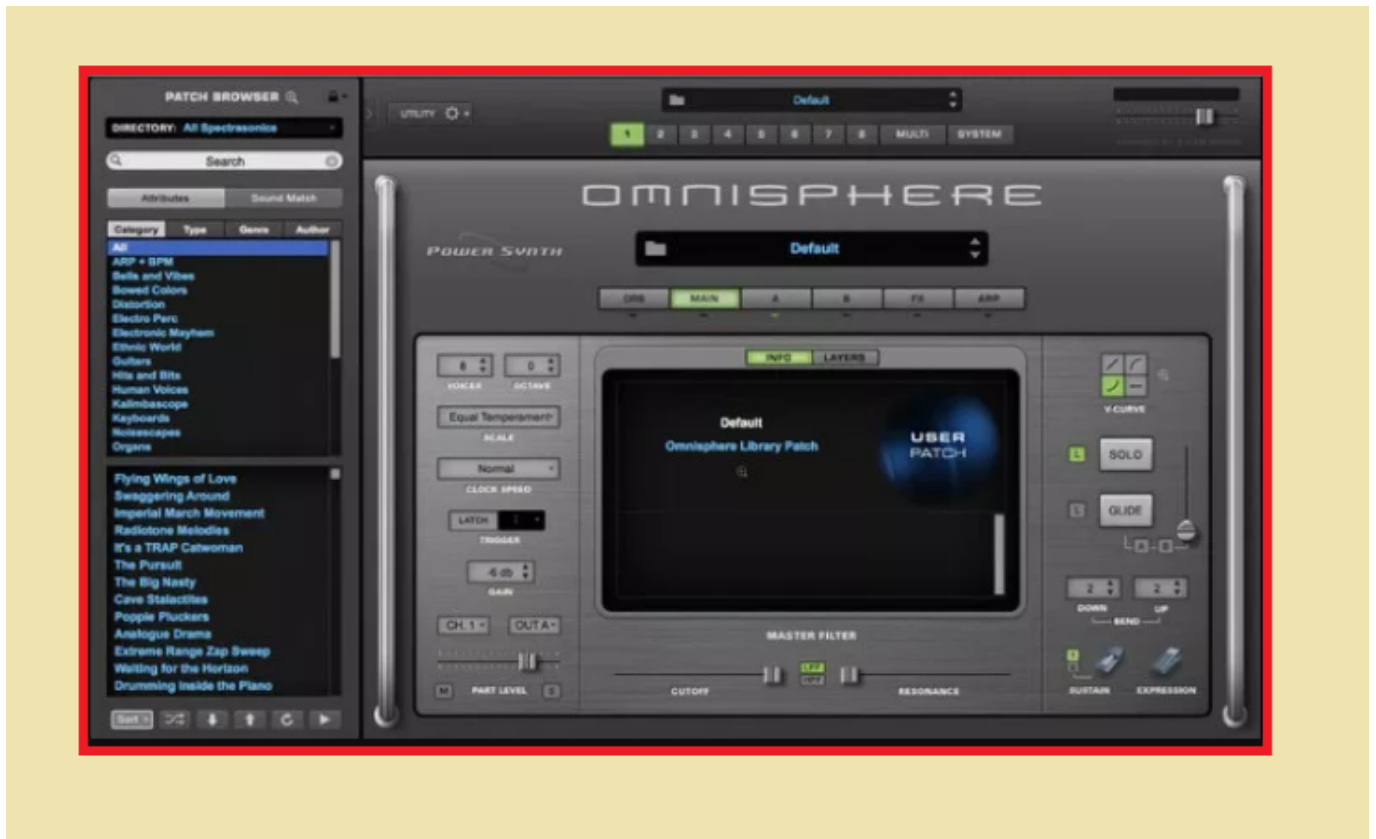 PATCH BROWSER
DIRECTORY: All Spectrasonics
Search
Attributes Sound Match
Category Type Genre Author
All
ARP + BPM
Bells and Vibes
Bowed Colors
Distortion
Electro Perc
Electronic Mayhem
Ethnic World
Guitars
Hits and Bits
Human Voices
Kalimbascope
Keyboards
Noisescapes
Organs
Flying Wings of Love
Swaggering Around
Imperial March Movement
Radiotone Melodies
It's a TRAP Catwoman
The Pursuit
The Big Nasty
Cave Stalactites
Poppie Pluckers
Analogue Drama
Extreme Range Zap Sweep
Waiting for the Horizon
Drumming Inside the Piano
Sort
UTILITY
Default
1 2 3 4 5 6 7 8 MULTI SYSTEM
OMNISPHERE
POWER SYNTH
Default
ORB MAIN A B FX ARP
8 0
VOICES OCTAVE
Equal Temperament
SCALE
Normal
CLOCK SPEED
LATCH
TRIGGER
-6 db
GAIN
CH. 1 OUT A
M PART LEVEL S
INFO LAYERS
Default
Omnisphere Library Patch
USER
PATCH
MASTER FILTER
LPF
HPF
CUTOFF RESONANCE
V-CURVE
L SOLO
L GLIDE
A B
2 2
DOWN UP
BEND
SUSTAIN EXPRESSION